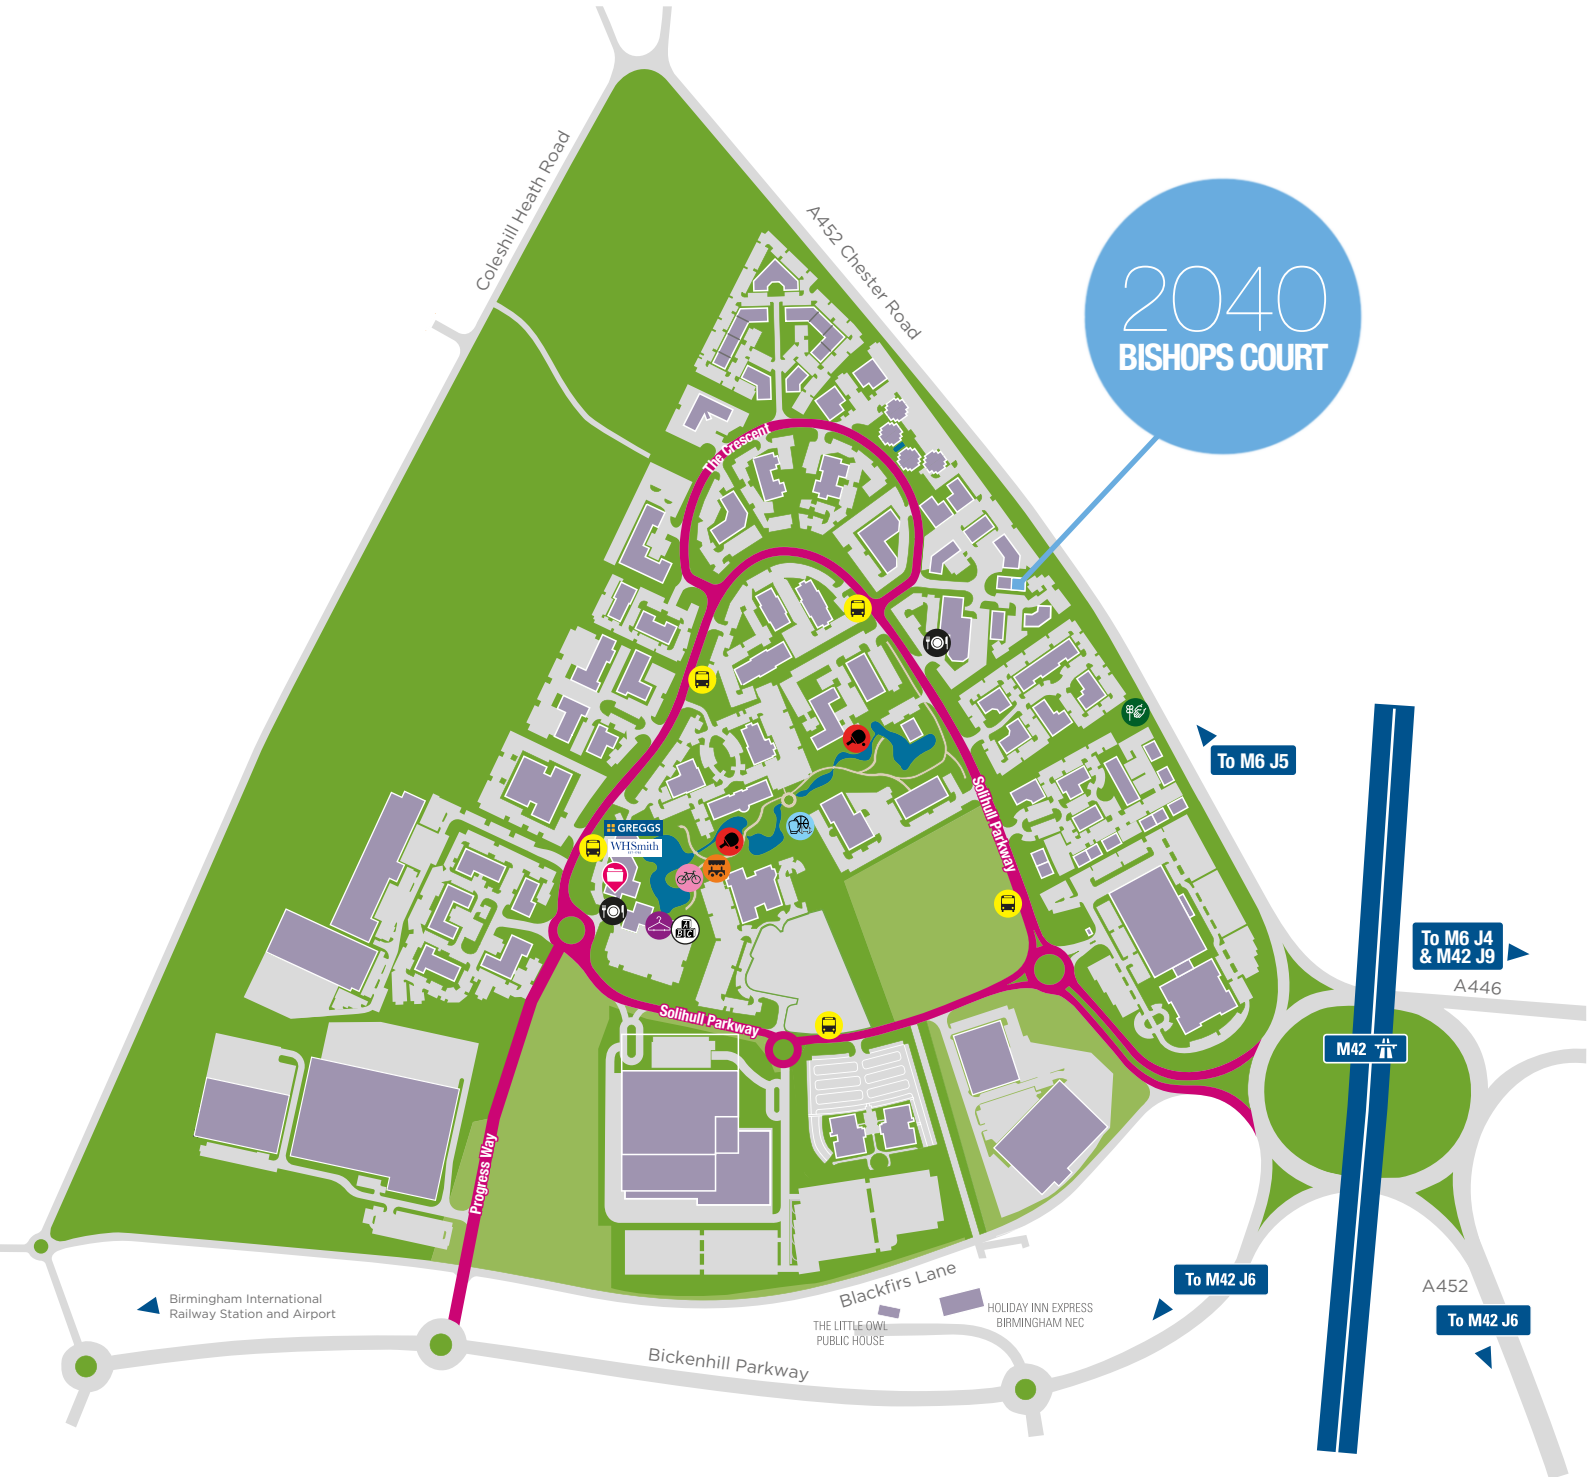 Coleshill Heath Road
A452 Chester Road
2040
BISHOPS COURT
The Crescent
To M6 J5
Solihull Parkway
GREGGS
WHSmith
A
B C
To M6 J4
& M42 J9
A446
Solihull Parkway
M42
Progress Way
Blackfirs Lane
To M42 J6
A452
To M42 J6
Birmingham International
Railway Station and Airport
HOLIDAY INN EXPRESS
BIRMINGHAM NEC
THE LITTLE OWL
PUBLIC HOUSE
Bickenhill Parkway